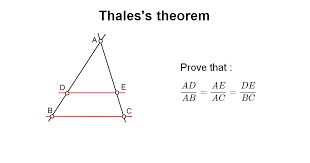 Thales's theorem
A
D
E
B
C
Prove that :
AD/AB = AE/AC = DE/BC